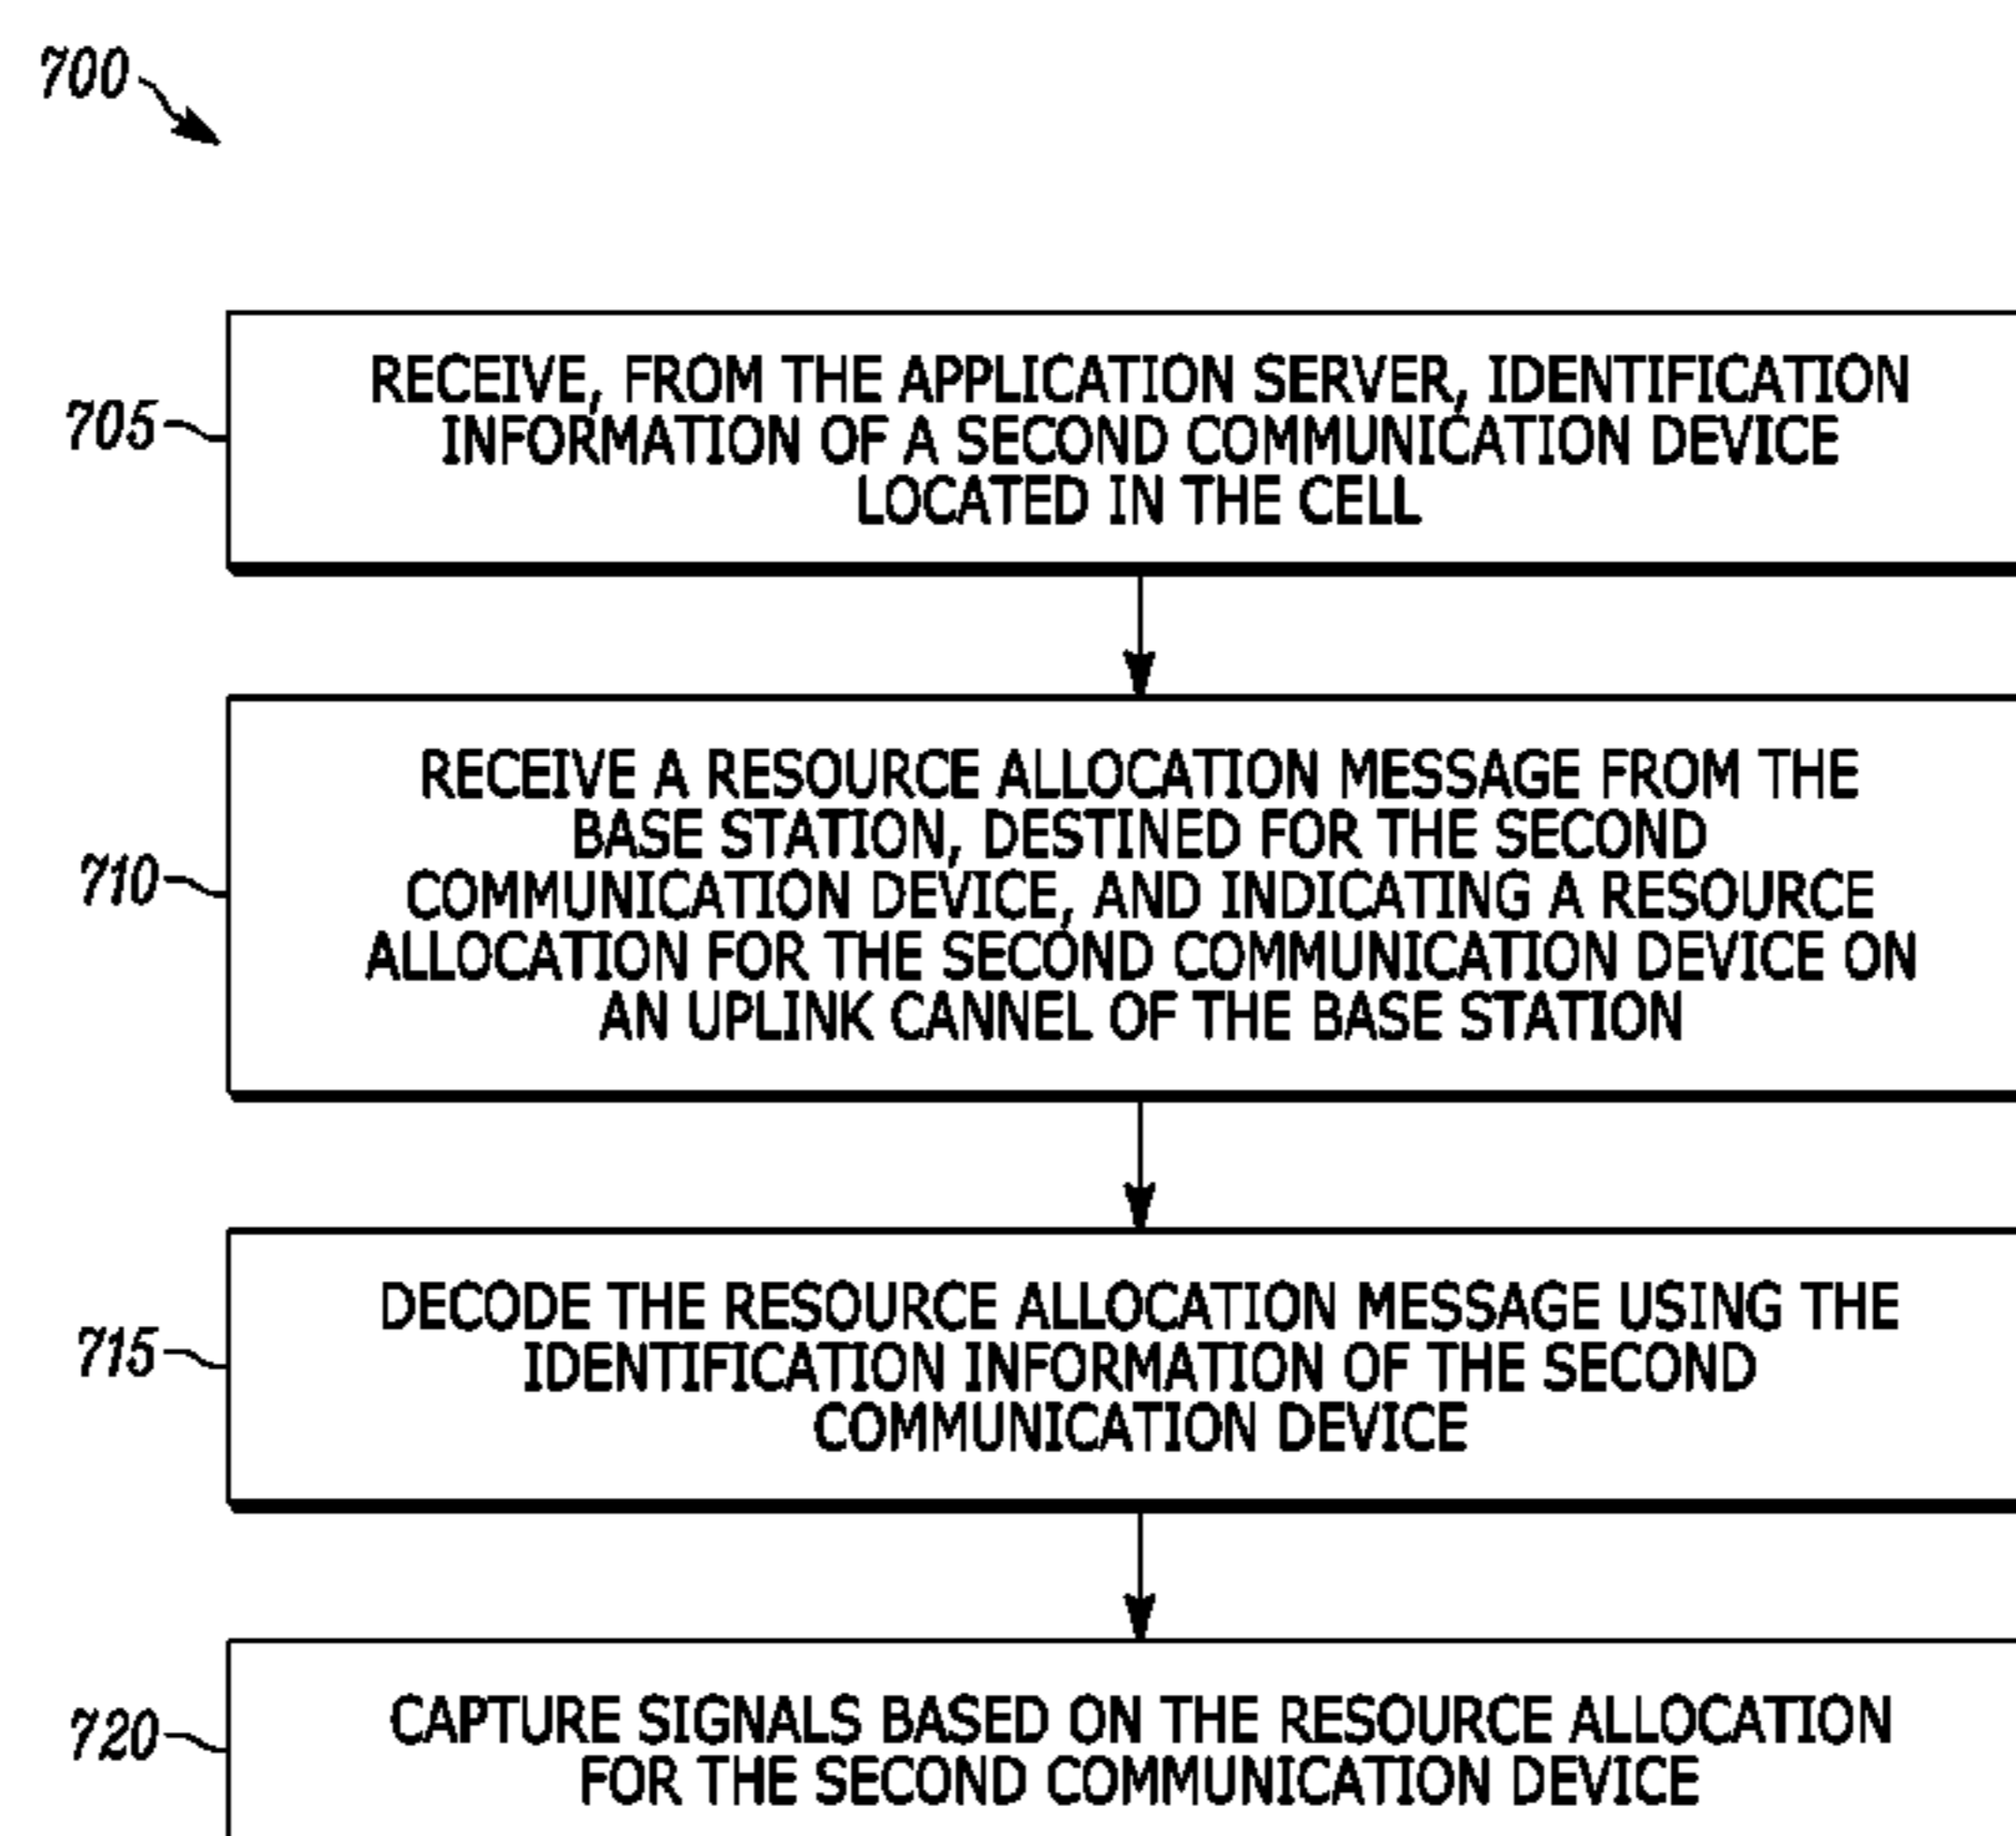 700
705
RECEIVE, FROM THE APPLICATION SERVER, IDENTIFICATION
INFORMATION OF A SECOND COMMUNICATION DEVICE
LOCATED IN THE CELL
710
RECEIVE A RESOURCE ALLOCATION MESSAGE FROM THE
BASE STATION, DESTINED FOR THE SECOND
COMMUNICATION DEVICE, AND INDICATING A RESOURCE
ALLOCATION FOR THE SECOND COMMUNICATION DEVICE ON
AN UPLINK CANNEL OF THE BASE STATION
715
DECODE THE RESOURCE ALLOCATION MESSAGE USING THE
IDENTIFICATION INFORMATION OF THE SECOND
COMMUNICATION DEVICE
720
CAPTURE SIGNALS BASED ON THE RESOURCE ALLOCATION
FOR THE SECOND COMMUNICATION DEVICE